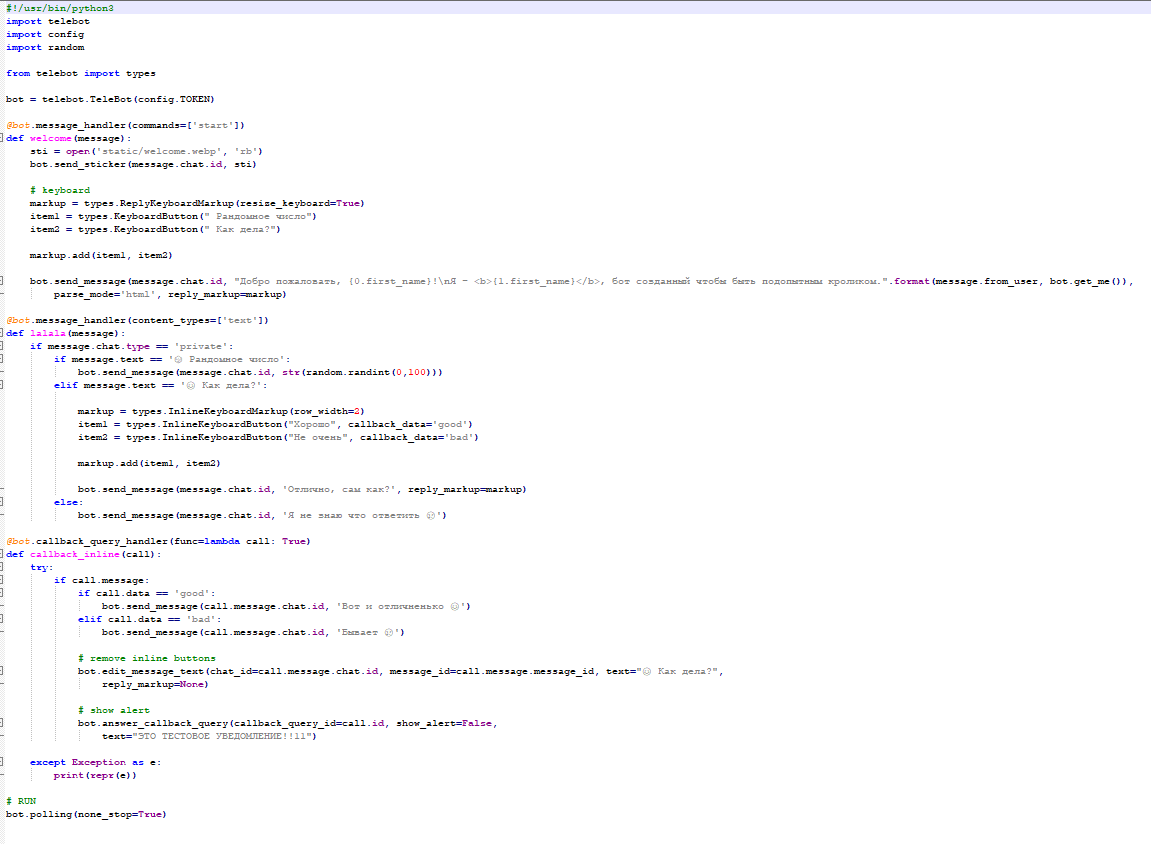 #!/usr/bin/python3
import telebot
import config
import random
from telebot import types
bot = telebot.TeleBot(config.TOKEN)
@bot.message_handler(commands=['start'])
def welcome(message):
    sti = open('static/welcome.webp', 'rb')
    bot.send_sticker(message.chat.id, sti)
    # keyboard
    markup = types.ReplyKeyboardMarkup(resize_keyboard=True)
    item1 = types.KeyboardButton(" Рандомное число")
    item2 = types.KeyboardButton(" Как дела?")
    markup.add(item1, item2)
    bot.send_message(message.chat.id, "Добро пожаловать, {0.first_name}!\nЯ - <b>{1.first_name}</b>, бот созданный чтобы быть подопытным кроликом.".format(message.from_user, bot.get_me()),
        parse_mode='html', reply_markup=markup)
@bot.message_handler(content_types=['text'])
def lalala(message):
    if message.chat.type == 'private':
        if message.text == '☺ Рандомное число':
            bot.send_message(message.chat.id, str(random.randint(0,100)))
        elif message.text == '☺ Как дела?':
            markup = types.InlineKeyboardMarkup(row_width=2)
            item1 = types.InlineKeyboardButton("Хорошо", callback_data='good')
            item2 = types.InlineKeyboardButton("Не очень", callback_data='bad')
            markup.add(item1, item2)
            bot.send_message(message.chat.id, 'Отлично, сам как?', reply_markup=markup)
        else:
            bot.send_message(message.chat.id, 'Я не знаю что ответить ☺')
@bot.callback_query_handler(func=lambda call: True)
def callback_inline(call):
    try:
        if call.message:
            if call.data == 'good':
                bot.send_message(call.message.chat.id, 'Вот и отличненько ☺')
            elif call.data == 'bad':
                bot.send_message(call.message.chat.id, 'Бывает ☺')
            # remove inline buttons
            bot.edit_message_text(chat_id=call.message.chat.id, message_id=call.message.message_id, text="☺ Как дела?",
                reply_markup=None)
            # show alert
            bot.answer_callback_query(callback_query_id=call.id, show_alert=False,
                text="ЭТО ТЕСТОВОЕ УВЕДОМЛЕНИЕ!!11")
    except Exception as e:
        print(repr(e))
# RUN
bot.polling(none_stop=True)